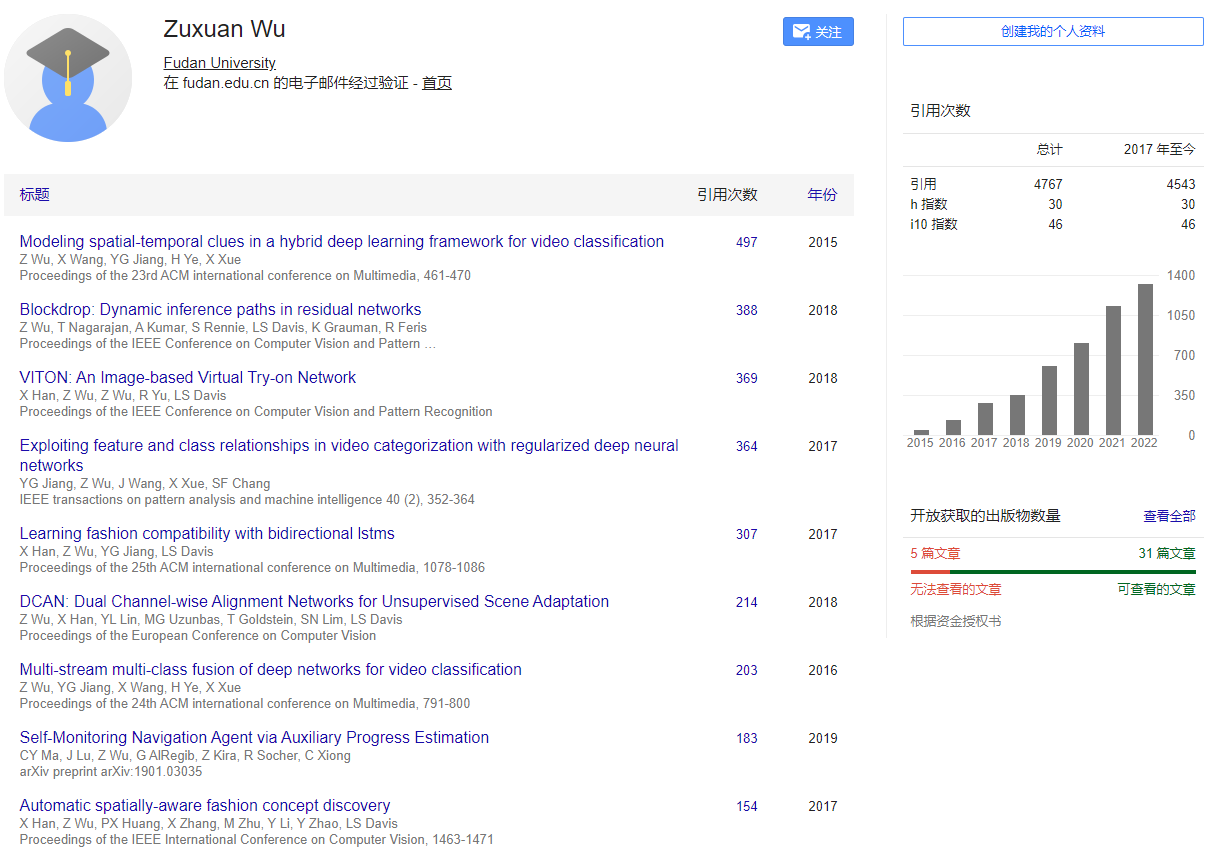 Zuxuan Wu
关注
Fudan University
在 fudan.edu.cn 的电子邮件经过验证 - 首页
标题 引用次数 年份
Modeling spatial-temporal clues in a hybrid deep learning framework for video classification 497 2015
Z Wu, X Wang, YG Jiang, H Ye, X Xue
Proceedings of the 23rd ACM international conference on Multimedia, 461-470
Blockdrop: Dynamic inference paths in residual networks 388 2018
Z Wu, T Nagarajan, A Kumar, S Rennie, LS Davis, K Grauman, R Feris
Proceedings of the IEEE Conference on Computer Vision and Pattern …
VITON: An Image-based Virtual Try-on Network 369 2018
X Han, Z Wu, Z Wu, R Yu, LS Davis
Proceedings of the IEEE Conference on Computer Vision and Pattern Recognition
Exploiting feature and class relationships in video categorization with regularized deep neural 364 2017
networks
YG Jiang, Z Wu, J Wang, X Xue, SF Chang
IEEE transactions on pattern analysis and machine intelligence 40 (2), 352-364
Learning fashion compatibility with bidirectional lstms 307 2017
X Han, Z Wu, YG Jiang, LS Davis
Proceedings of the 25th ACM international conference on Multimedia, 1078-1086
DCAN: Dual Channel-wise Alignment Networks for Unsupervised Scene Adaptation 214 2018
Z Wu, X Han, YL Lin, MG Uzunbas, T Goldstein, SN Lim, LS Davis
Proceedings of the European Conference on Computer Vision
Multi-stream multi-class fusion of deep networks for video classification 203 2016
Z Wu, YG Jiang, X Wang, H Ye, X Xue
Proceedings of the 24th ACM international conference on Multimedia, 791-800
Self-Monitoring Navigation Agent via Auxiliary Progress Estimation 183 2019
CY Ma, J Lu, Z Wu, G AlRegib, Z Kira, R Socher, C Xiong
arXiv preprint arXiv:1901.03035
Automatic spatially-aware fashion concept discovery 154 2017
X Han, Z Wu, PX Huang, X Zhang, M Zhu, Y Li, Y Zhao, LS Davis
Proceedings of the IEEE International Conference on Computer Vision, 1463-1471
创建我的个人资料
引用次数
总计 2017 年至今
引用 4767 4543
h 指数 30 30
i10 指数 46 46
1400
1050
700
350
0
2015 2016 2017 2018 2019 2020 2021 2022
开放获取的出版物数量 查看全部
5 篇文章 31 篇文章
无法查看的文章 可查看的文章
根据资金授权书